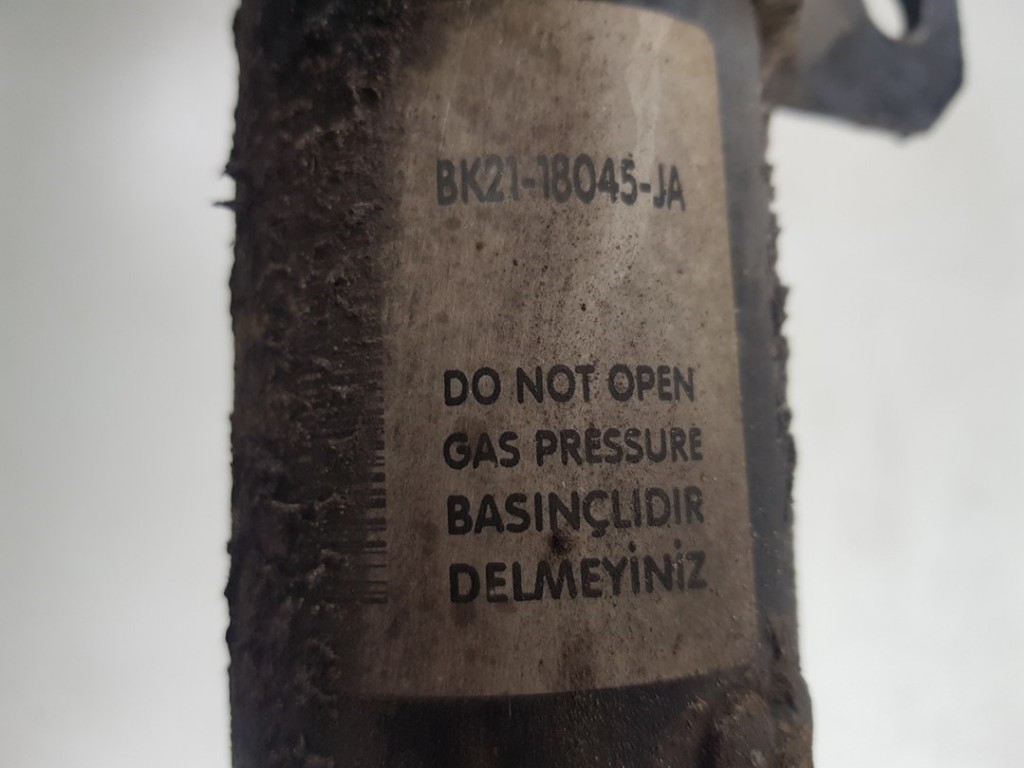 BK21-18045-JA
DO NOT OPEN
GAS PRESSURE
BASINÇLIDIR
DELMEYİNİZ